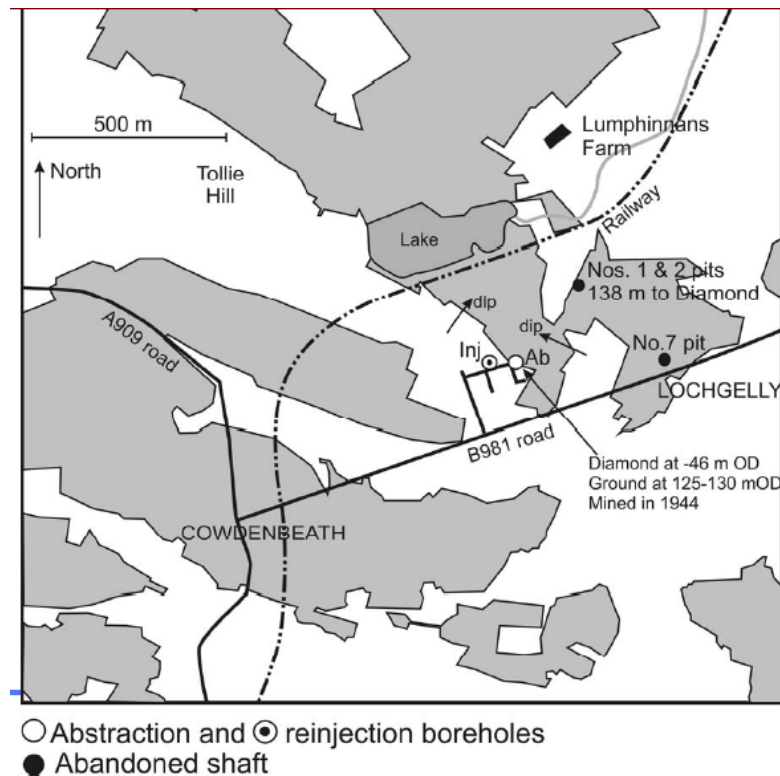 500 m
North
Tollie
Hill
Lumphinnans
Farm
Lake
Railway
Nos. 1 & 2 pits
138 m to Diamond
dip
dip
A909 road
Inj
Ab
No.7 pit
LOCHGELLY
B981 road
Diamond at -46 m OD
Ground at 125-130 mOD
Mined in 1944
COWDENBEATH
Abstraction and reinjection boreholes
Abandoned shaft